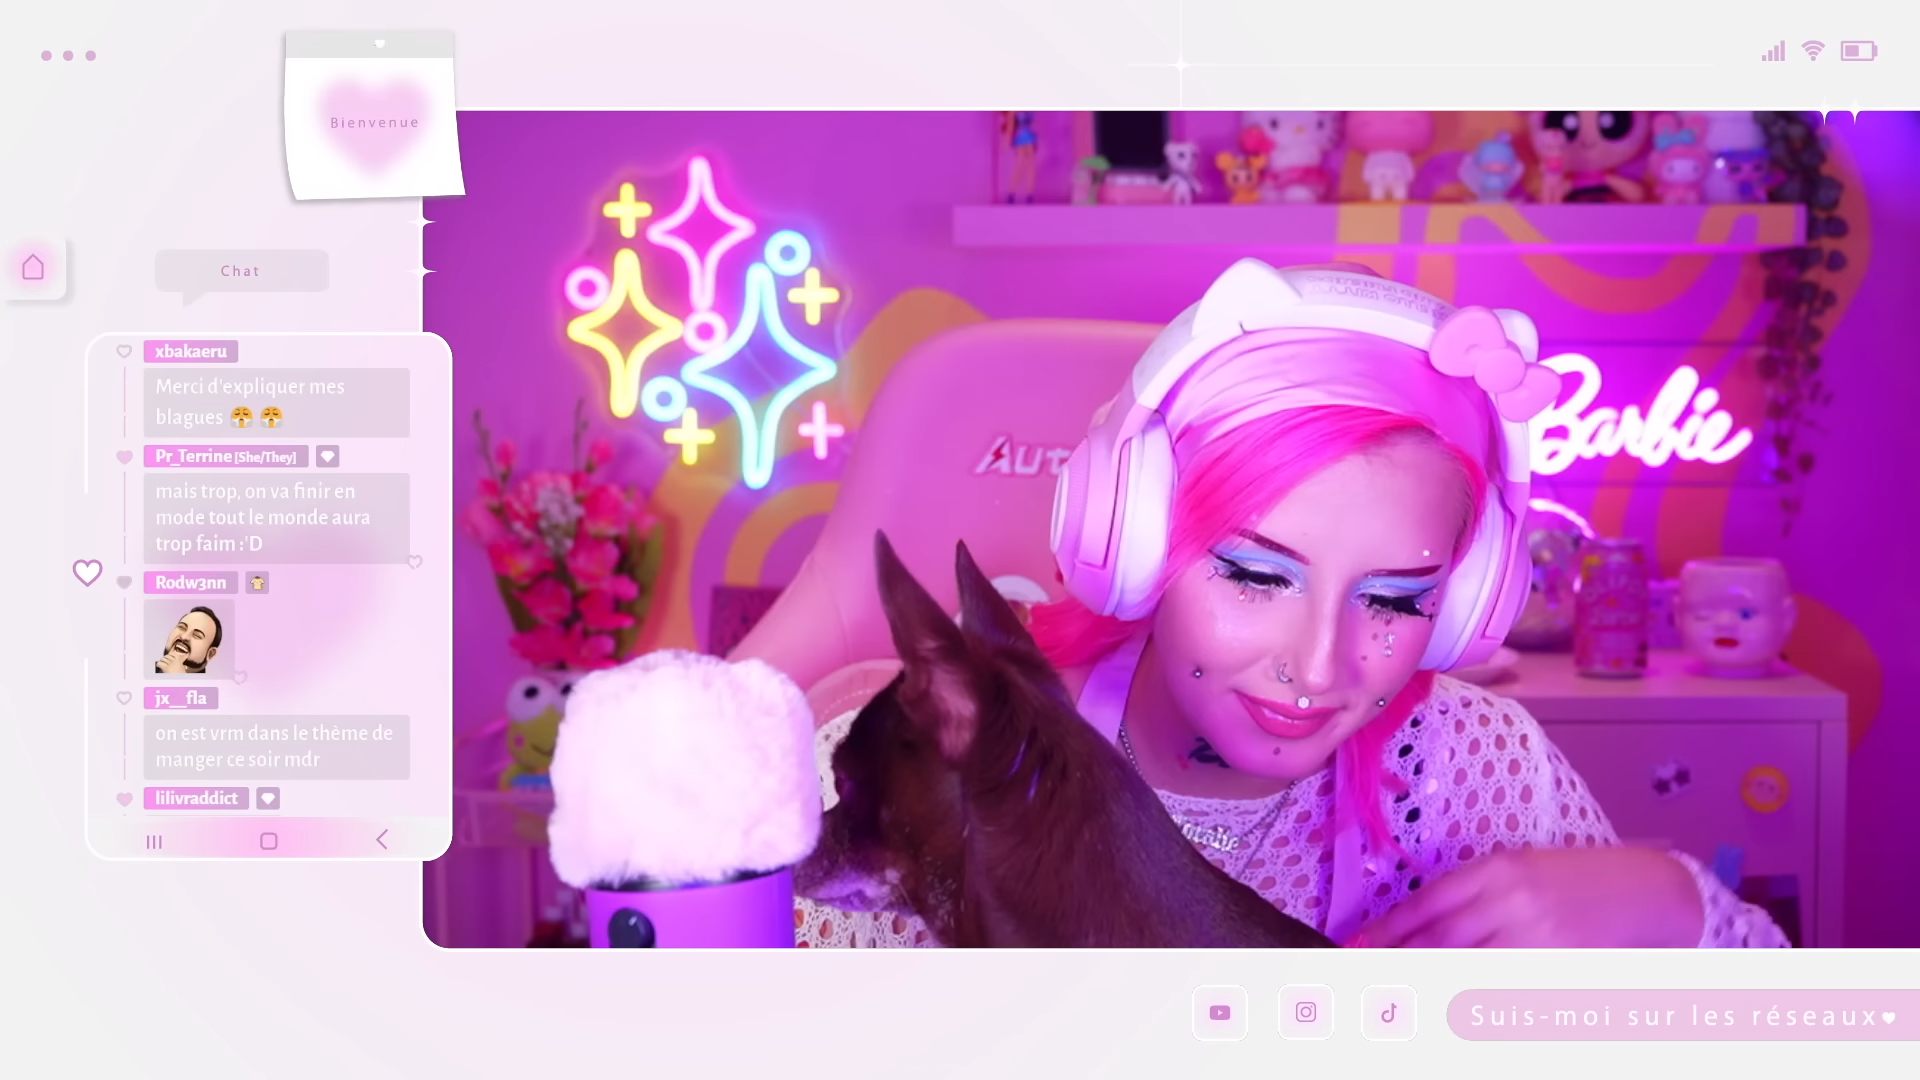 Bienvenue
Chat
xbakaeru
Merci d'expliquer mes
blagues
Pr_Terrine [She/They]
mais trop, on va finir en
mode tout le monde aura
trop faim :'D
Rodw3nn
jx__fla
on est vrm dans le thème de
manger ce soir mdr
lilivraddict
Barbie
Suis-moi sur les réseaux